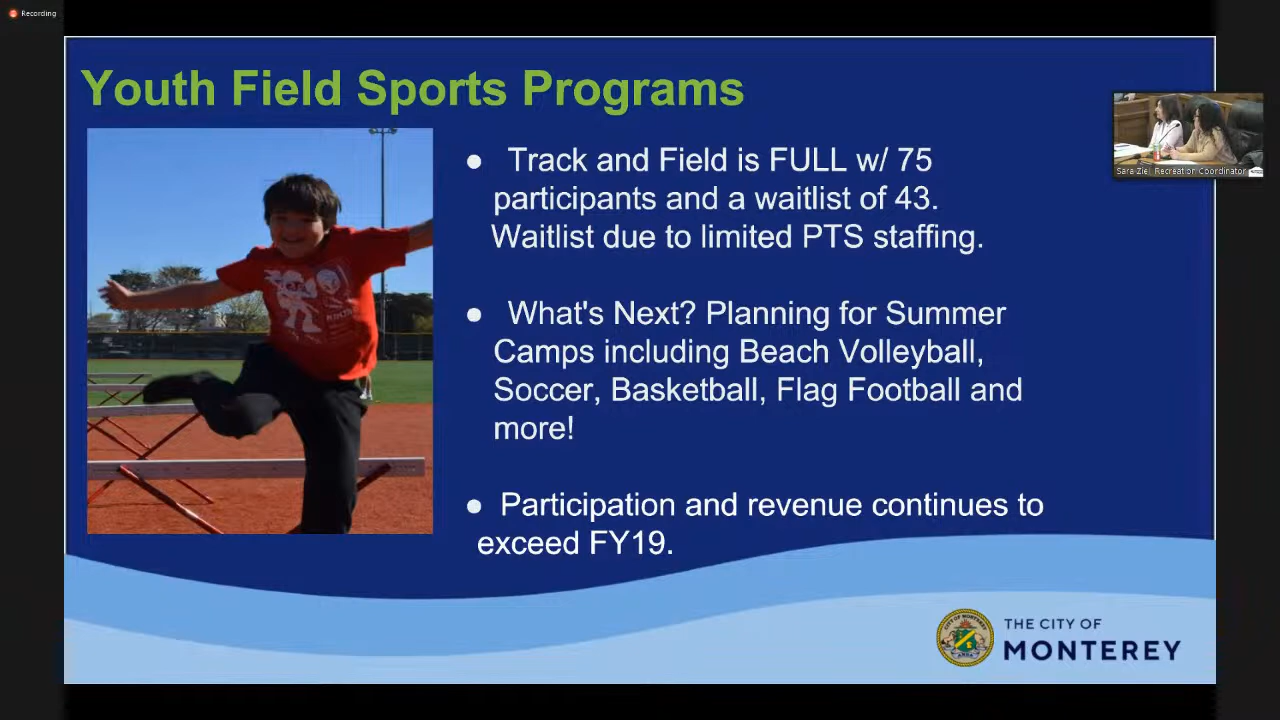 Recording
Youth Field Sports Programs
● Track and Field is FULL w/ 75
participants and a waitlist of 43.
Waitlist due to limited PTS staffing.
● What's Next? Planning for Summer
Camps including Beach Volleyball,
Soccer, Basketball, Flag Football and
more!
● Participation and revenue continues to
exceed FY19.
Sara Ziel, Recreation Coordinator
THE CITY OF
MONTEREY